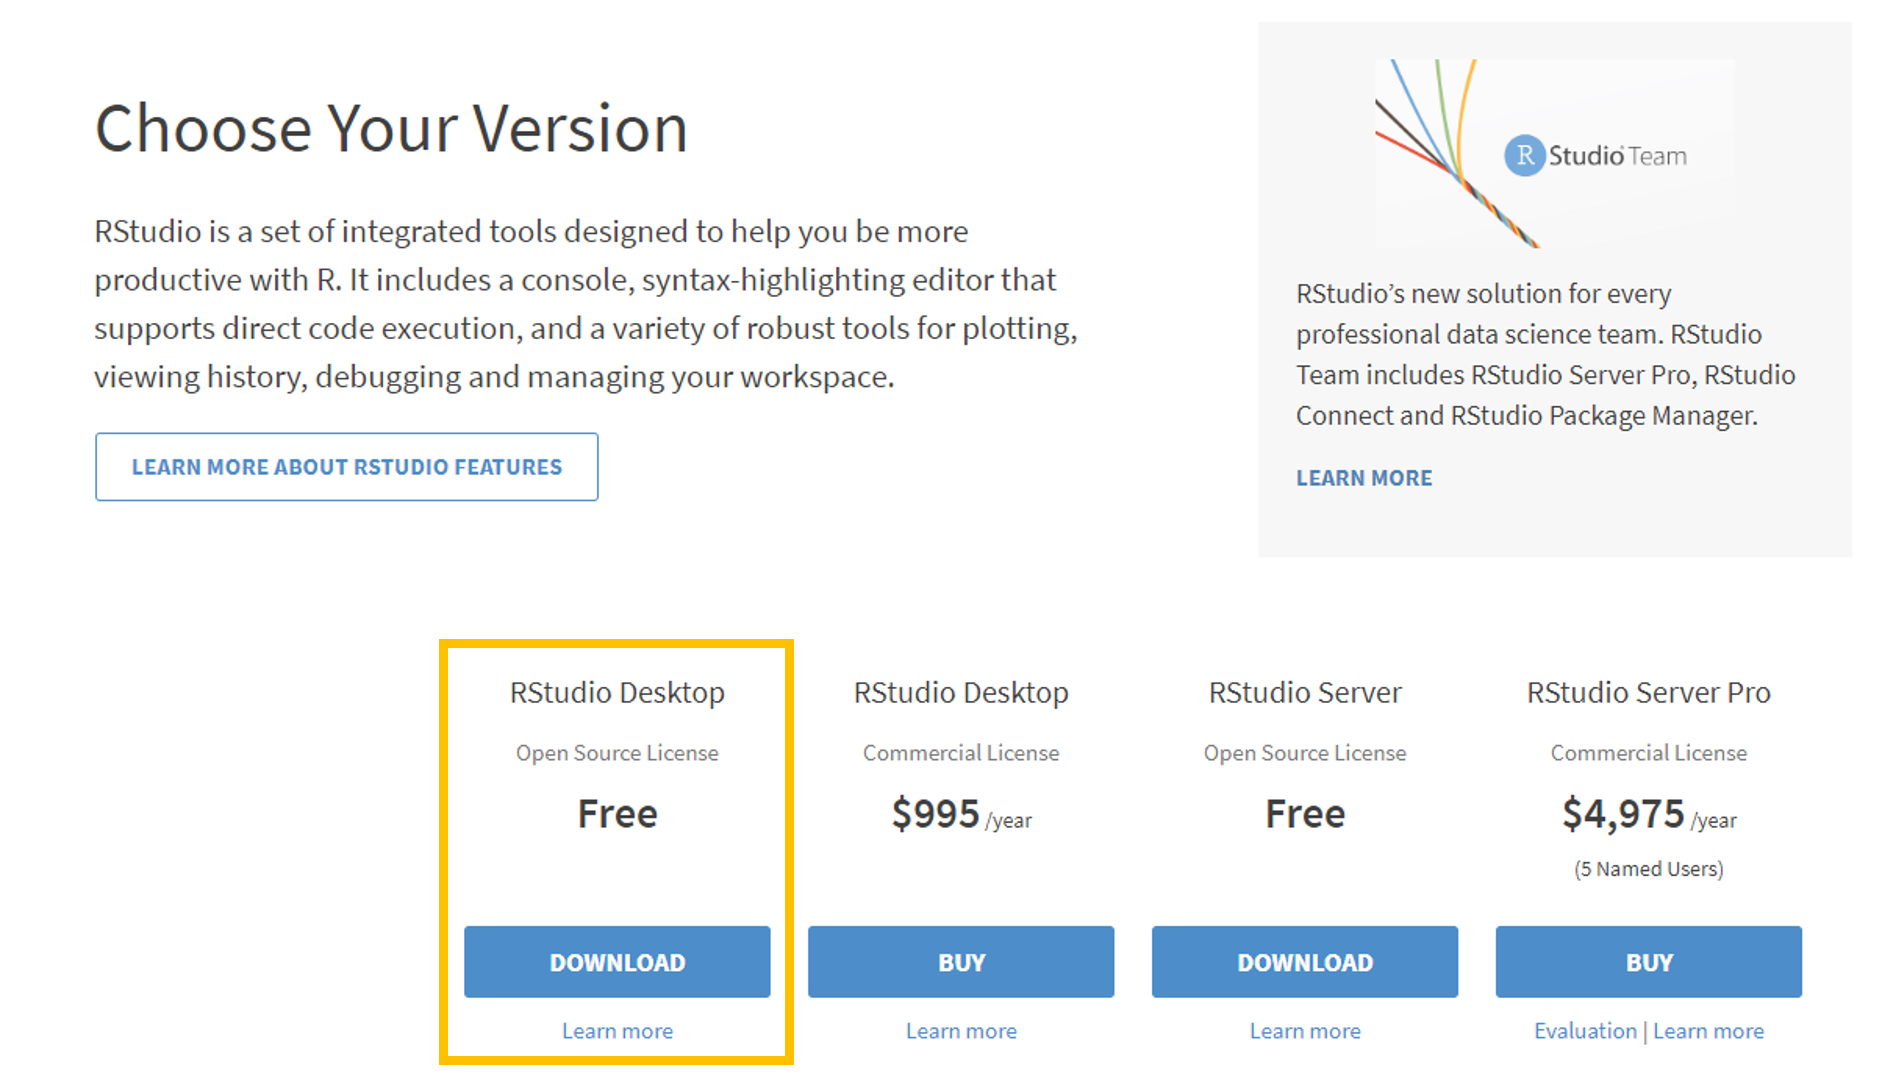 Choose Your Version
RStudio is a set of integrated tools designed to help you be more
productive with R. It includes a console, syntax-highlighting editor that
supports direct code execution, and a variety of robust tools for plotting,
viewing history, debugging and managing your workspace.
LEARN MORE ABOUT RSTUDIO FEATURES
R Studio Team
RStudio’s new solution for every
professional data science team. RStudio
Team includes RStudio Server Pro, RStudio
Connect and RStudio Package Manager.
LEARN MORE
RStudio Desktop
Open Source License
Free
DOWNLOAD
Learn more
RStudio Desktop
Commercial License
$995 /year
BUY
Learn more
RStudio Server
Open Source License
Free
DOWNLOAD
Learn more
RStudio Server Pro
Commercial License
$4,975 /year
(5 Named Users)
BUY
Evaluation | Learn more